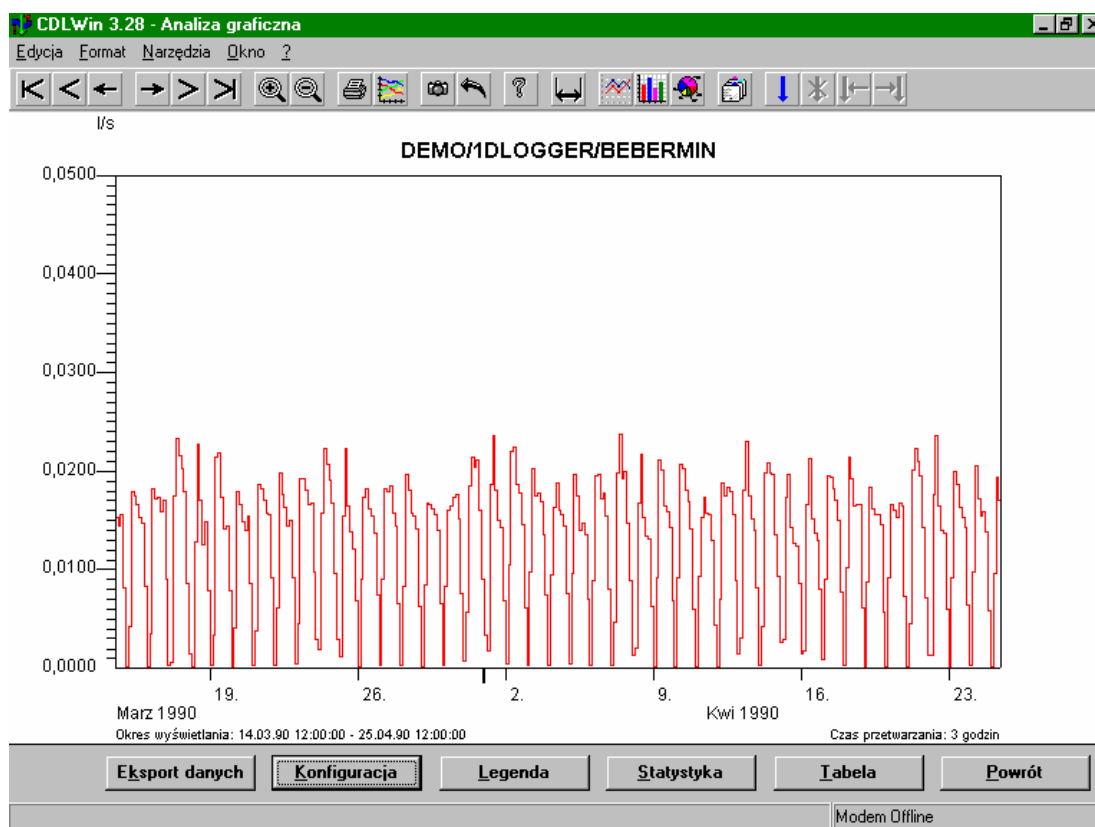 CDLWin 3.28 - Analiza graficzna
Edycja Format Narzędzia Okno ?
l/s
DEMO/1DLOGGER/BEBERMIN
0,0500
0,0400
0,0300
0,0200
0,0100
0,0000
19. 26. 2. 9. 16. 23.
Marz 1990 Kwi 1990
Okres wyświetlania: 14.03.90 12:00:00 - 25.04.90 12:00:00 Czas przetwarzania: 3 godzin
Eksport danych Konfiguracja Legenda Statystyka Tabela Powrót
Modem Offline